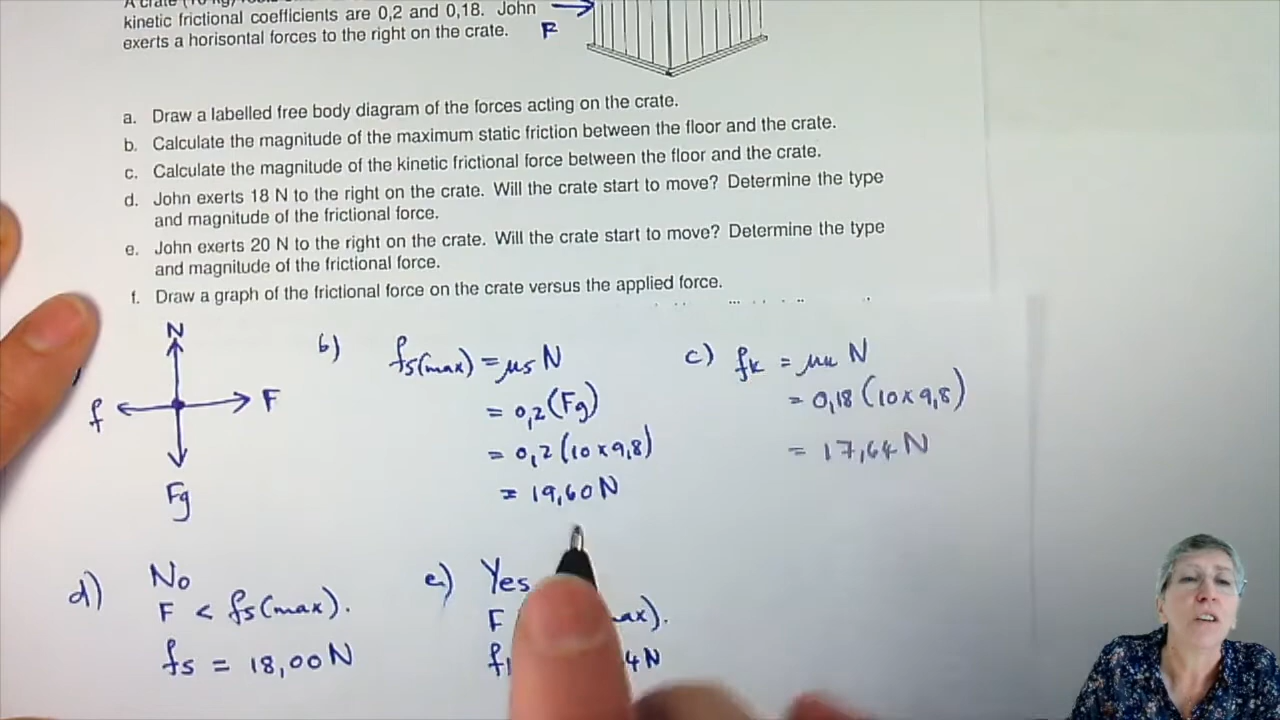 A crate (10 kg)
kinetic frictional coefficients are 0,2 and 0,18. John
exerts a horisontal forces to the right on the crate.
F
a. Draw a labelled free body diagram of the forces acting on the crate.
b. Calculate the magnitude of the maximum static friction between the floor and the crate.
c. Calculate the magnitude of the kinetic frictional force between the floor and the crate.
d. John exerts 18 N to the right on the crate. Will the crate start to move? Determine the type
and magnitude of the frictional force.
e. John exerts 20 N to the right on the crate. Will the crate start to move? Determine the type
and magnitude of the frictional force.
f. Draw a graph of the frictional force on the crate versus the applied force.
N
f
F
Fg
b) fs(max) = μs N
= 0,2 (Fg)
= 0,2 (10 x 9,8)
= 19,60 N
c) fk = μk N
= 0,18 (10 x 9,8)
= 17,64 N
d) No
F < fs(max).
fs = 18,00 N
e) Yes
F ax).
f 4 N